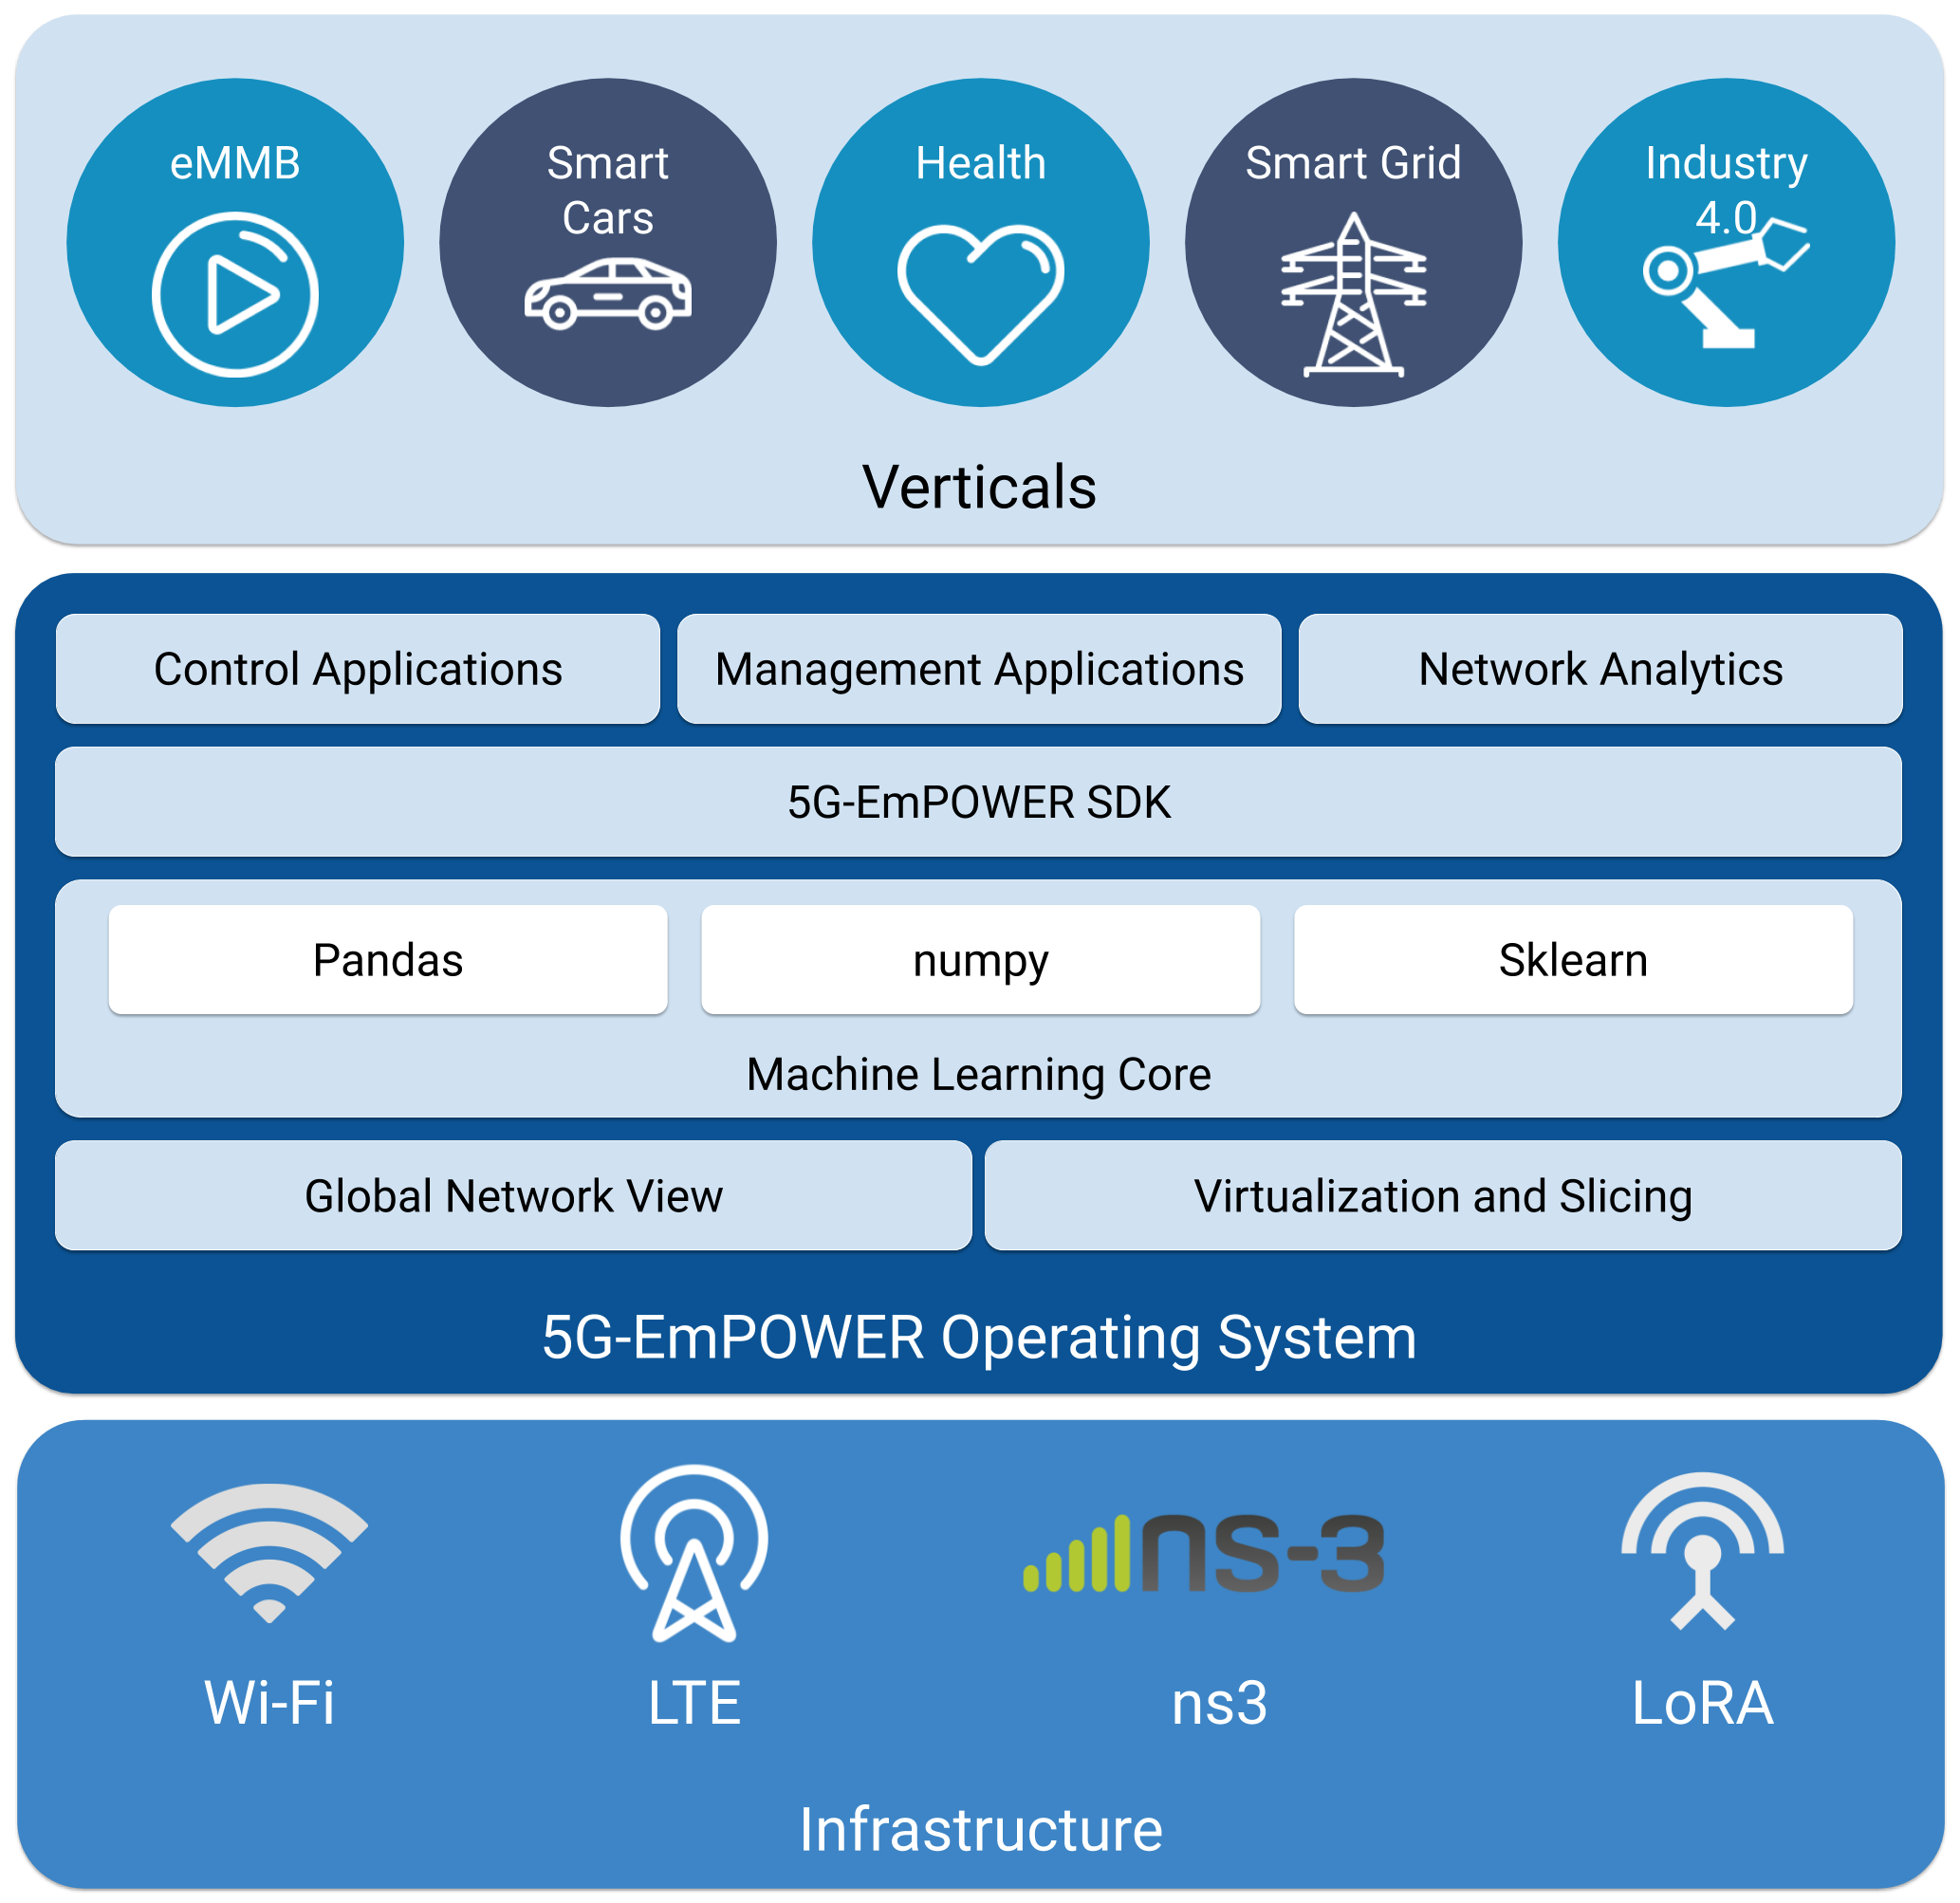 eMMB
Smart
Cars
Health
Smart Grid
Industry
4.0
Verticals
Control Applications
Management Applications
Network Analytics
5G-EmPOWER SDK
Pandas
numpy
Sklearn
Machine Learning Core
Global Network View
Virtualization and Slicing
5G-EmPOWER Operating System
ns-3
Wi-Fi
LTE
ns3
LoRA
Infrastructure